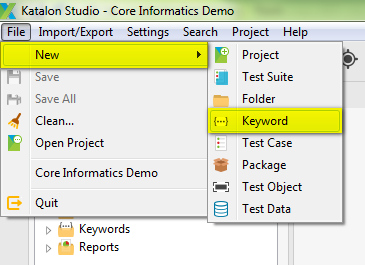 Katalon Studio - Core Informatics Demo
File Import/Export Settings Search Project Help
New
Save
Save All
Clean...
Open Project
Core Informatics Demo
Quit
Project
Test Suite
Folder
Keyword
Test Case
Package
Test Object
Test Data
Keywords
Reports